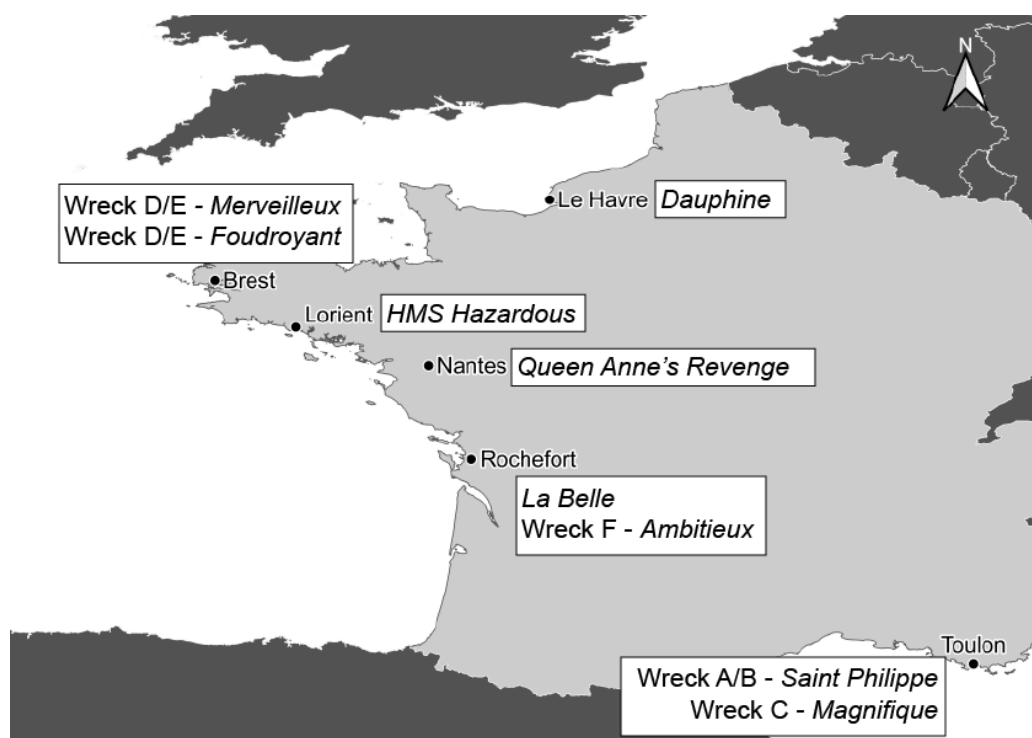 N
Le Havre
Dauphine
Wreck D/E - Merveilleux
Wreck D/E - Foudroyant
Brest
Lorient
HMS Hazardous
Nantes
Queen Anne’s Revenge
Rochefort
La Belle
Wreck F - Ambitieux
Toulon
Wreck A/B - Saint Philippe
Wreck C - Magnifique